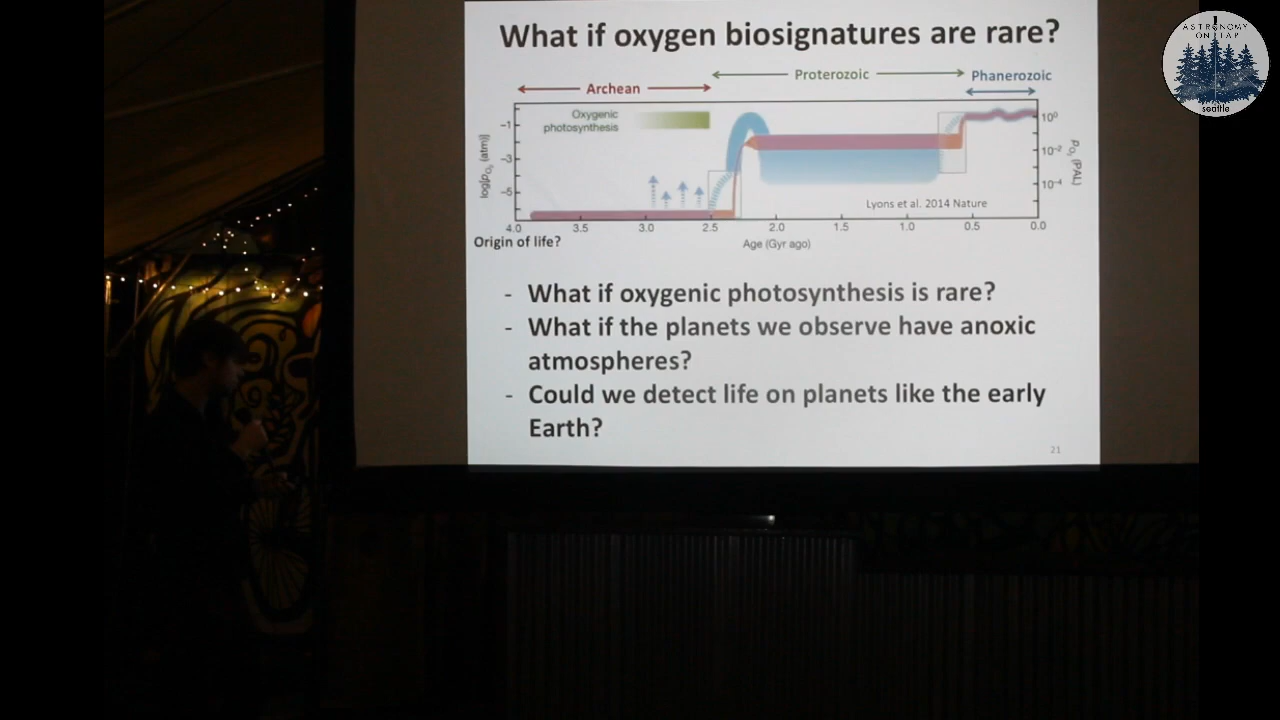 What if oxygen biosignatures are rare?
Archean
Proterozoic
Phanerozoic
Oxygenic
photosynthesis
log[pO₂ (atm)]
-1
-3
-5
10⁰
10⁻²
10⁻⁴
pO₂ (PAL)
Lyons et al. 2014 Nature
4.0 3.5 3.0 2.5 2.0 1.5 1.0 0.5 0.0
Origin of life?
Age (Gyr ago)
- What if oxygenic photosynthesis is rare?
- What if the planets we observe have anoxic
atmospheres?
- Could we detect life on planets like the early
Earth?
21
ASTRONOMY
ON TAP
seattle